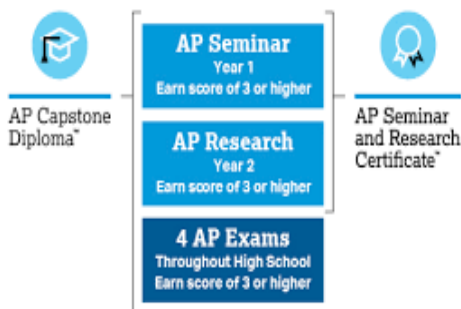 AP Capstone
Diploma™
AP Seminar
Year 1
Earn score of 3 or higher
AP Research
Year 2
Earn score of 3 or higher
4 AP Exams
Throughout High School
Earn score of 3 or higher
AP Seminar
and Research
Certificate™